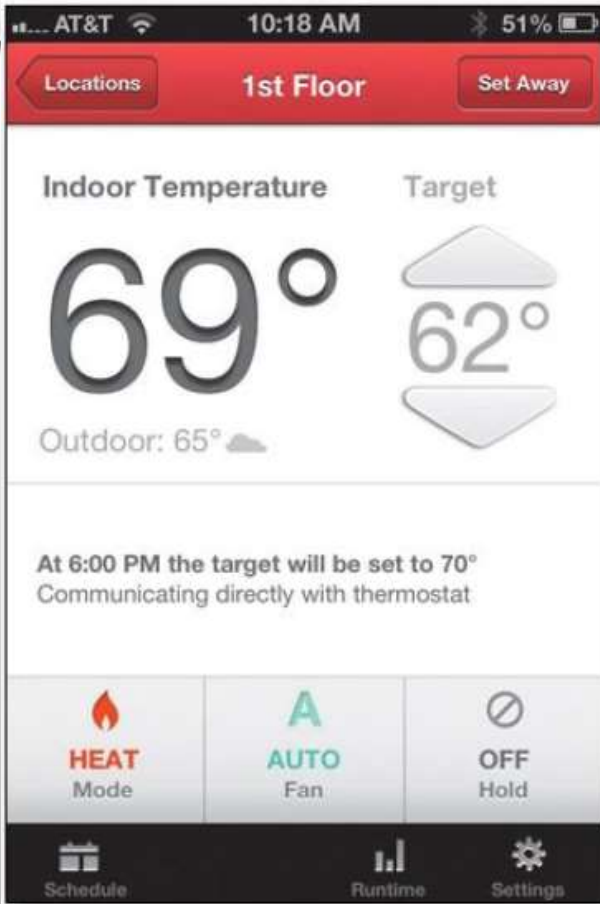 AT&T 10:18 AM 51%
Locations 1st Floor Set Away
Indoor Temperature Target
69° 62°
Outdoor: 65°
At 6:00 PM the target will be set to 70°
Communicating directly with thermostat
A
HEAT AUTO OFF
Mode Fan Hold
Schedule Runtime Settings